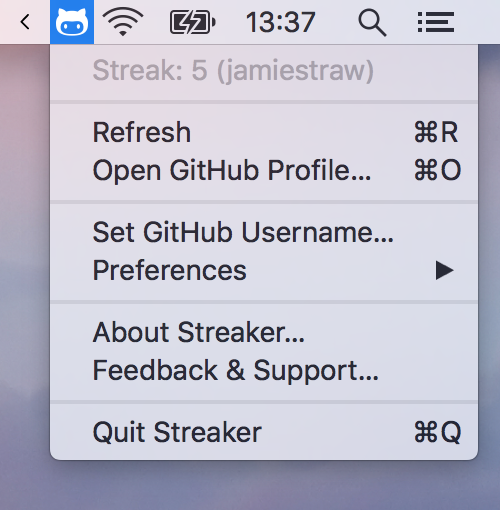 13:37
Streak: 5 (jamiestraw)
Refresh ⌘R
Open GitHub Profile... ⌘O
Set GitHub Username...
Preferences
About Streaker...
Feedback & Support...
Quit Streaker ⌘Q